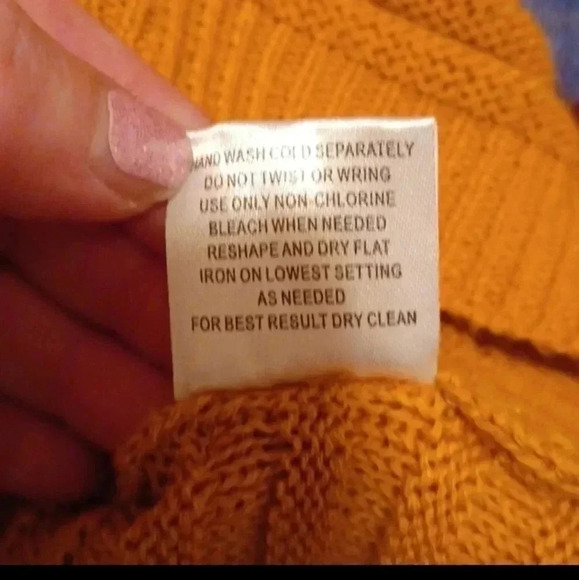 HAND WASH COLD SEPARATELY
DO NOT TWIST OR WRING
USE ONLY NON-CHLORINE
BLEACH WHEN NEEDED
RESHAPE AND DRY FLAT
IRON ON LOWEST SETTING
AS NEEDED
FOR BEST RESULT DRY CLEAN